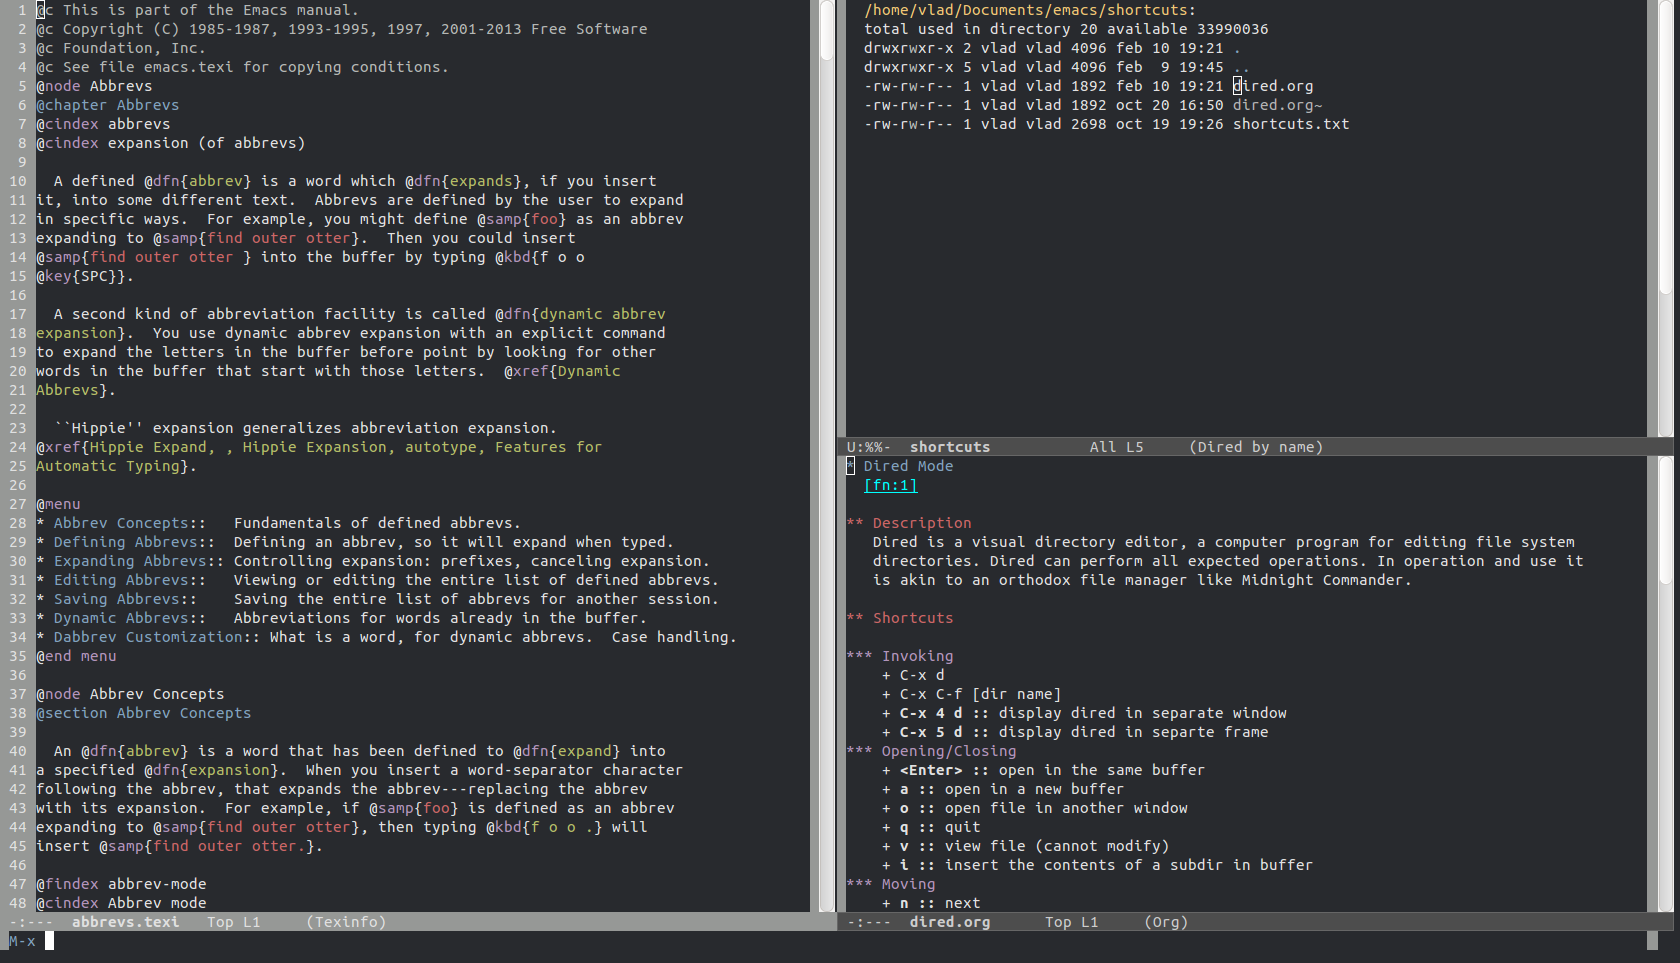 1 @c This is part of the Emacs manual.
2 @c Copyright (C) 1985-1987, 1993-1995, 1997, 2001-2013 Free Software
3 @c Foundation, Inc.
4 @c See file emacs.texi for copying conditions.
5 @node Abbrevs
6 @chapter Abbrevs
7 @cindex abbrevs
8 @cindex expansion (of abbrevs)
9
10   A defined @dfn{abbrev} is a word which @dfn{expands}, if you insert
11 it, into some different text.  Abbrevs are defined by the user to expand
12 in specific ways.  For example, you might define @samp{foo} as an abbrev
13 expanding to @samp{find outer otter}.  Then you could insert
14 @samp{find outer otter } into the buffer by typing @kbd{f o o
15 @key{SPC}}.
16
17   A second kind of abbreviation facility is called @dfn{dynamic abbrev
18 expansion}.  You use dynamic abbrev expansion with an explicit command
19 to expand the letters in the buffer before point by looking for other
20 words in the buffer that start with those letters.  @xref{Dynamic
21 Abbrevs}.
22
23   ``Hippie'' expansion generalizes abbreviation expansion.
24 @xref{Hippie Expand, , Hippie Expansion, autotype, Features for
25 Automatic Typing}.
26
27 @menu
28 * Abbrev Concepts::   Fundamentals of defined abbrevs.
29 * Defining Abbrevs::  Defining an abbrev, so it will expand when typed.
30 * Expanding Abbrevs:: Controlling expansion: prefixes, canceling expansion.
31 * Editing Abbrevs::   Viewing or editing the entire list of defined abbrevs.
32 * Saving Abbrevs::    Saving the entire list of abbrevs for another session.
33 * Dynamic Abbrevs::   Abbreviations for words already in the buffer.
34 * Dabbrev Customization:: What is a word, for dynamic abbrevs.  Case handling.
35 @end menu
36
37 @node Abbrev Concepts
38 @section Abbrev Concepts
39
40   An @dfn{abbrev} is a word that has been defined to @dfn{expand} into
41 a specified @dfn{expansion}.  When you insert a word-separator character
42 following the abbrev, that expands the abbrev---replacing the abbrev
43 with its expansion.  For example, if @samp{foo} is defined as an abbrev
44 expanding to @samp{find outer otter}, then typing @kbd{f o o .} will
45 insert @samp{find outer otter.}.
46
47 @findex abbrev-mode
48 @cindex Abbrev mode
-:---  abbrevs.texi   Top L1     (Texinfo)
/home/vlad/Documents/emacs/shortcuts:
total used in directory 20 available 33990036
drwxrwxr-x 2 vlad vlad 4096 feb 10 19:21 .
drwxrwxr-x 5 vlad vlad 4096 feb  9 19:45 ..
-rw-rw-r-- 1 vlad vlad 1892 feb 10 19:21 dired.org
-rw-rw-r-- 1 vlad vlad 1892 oct 20 16:50 dired.org~
-rw-rw-r-- 1 vlad vlad 2698 oct 19 19:26 shortcuts.txt
U:%%-  shortcuts           All L5     (Dired by name)
* Dired Mode
  [fn:1]

** Description
   Dired is a visual directory editor, a computer program for editing file system
   directories. Dired can perform all expected operations. In operation and use it
   is akin to an orthodox file manager like Midnight Commander.

** Shortcuts

*** Invoking
    + C-x d
    + C-x C-f [dir name]
    + C-x 4 d :: display dired in separate window
    + C-x 5 d :: display dired in separte frame
*** Opening/Closing
    + <Enter> :: open in the same buffer
    + a :: open in a new buffer
    + o :: open file in another window
    + q :: quit
    + v :: view file (cannot modify)
    + i :: insert the contents of a subdir in buffer
*** Moving
    + n :: next
-:---  dired.org      Top L1     (Org)
M-x